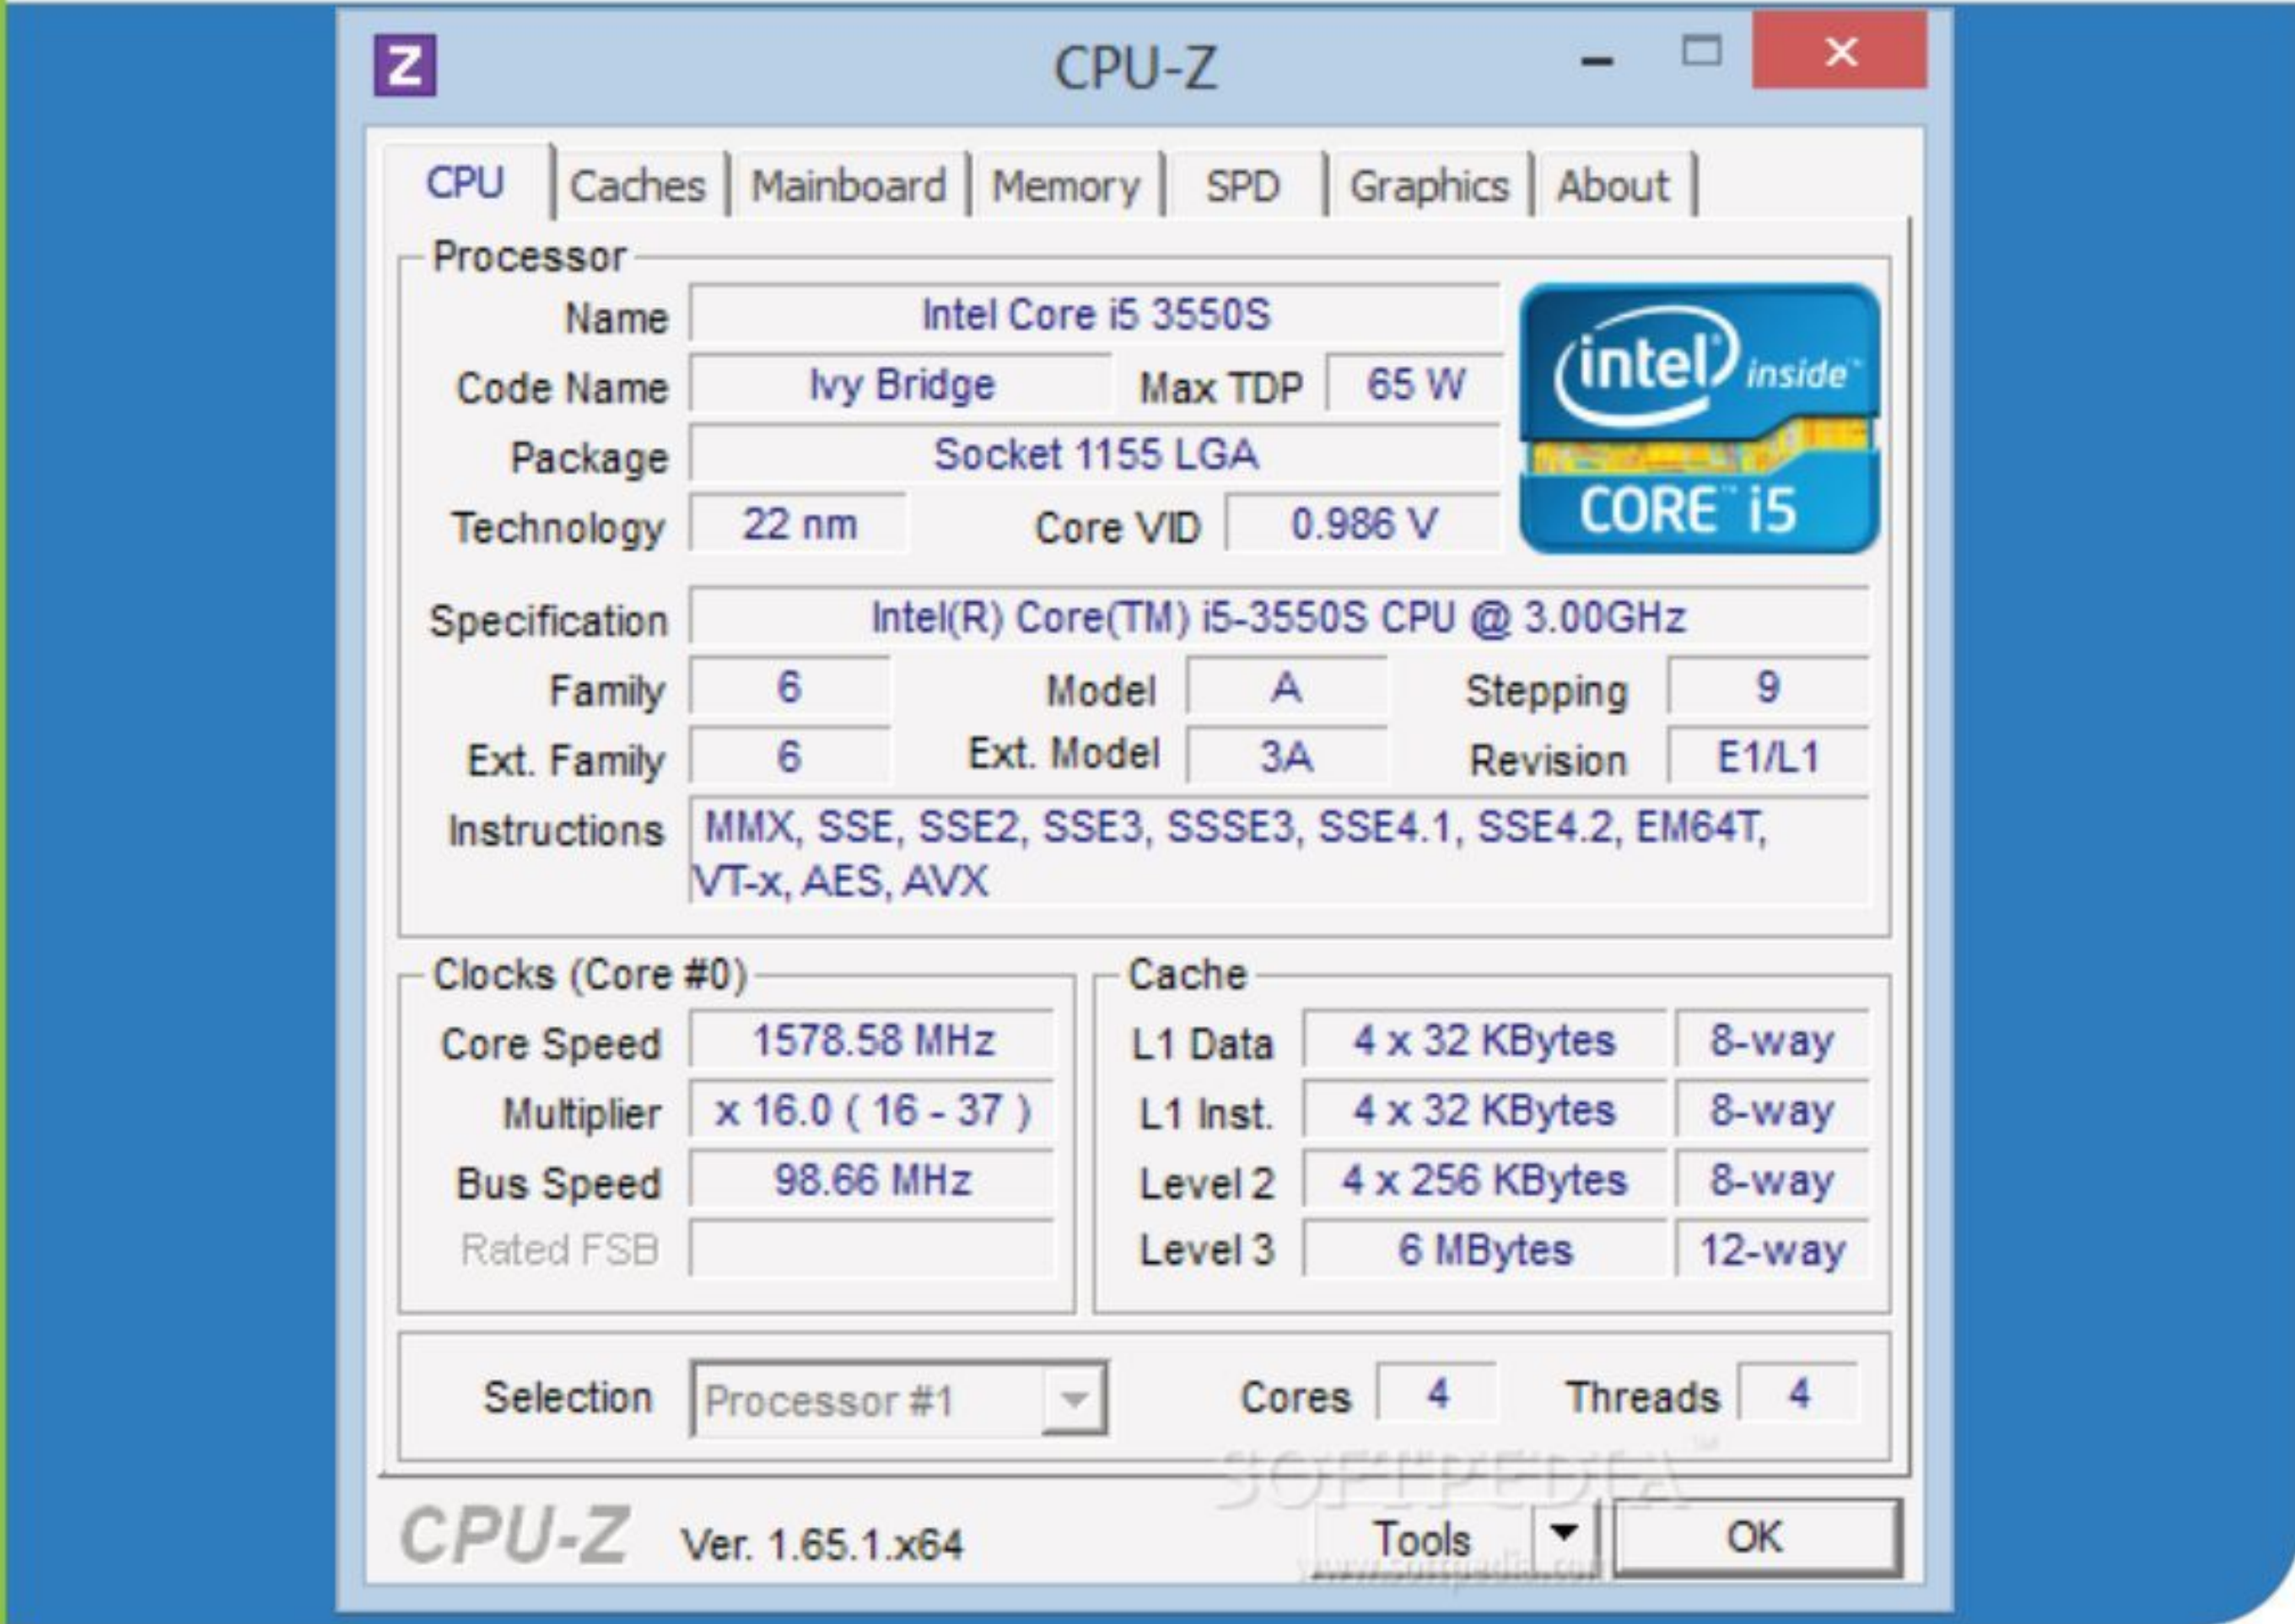 Z CPU-Z
CPU Caches Mainboard Memory SPD Graphics About
Processor
Name Intel Core i5 3550S
Code Name Ivy Bridge Max TDP 65 W
Package Socket 1155 LGA
Technology 22 nm Core VID 0.986 V
intel inside™
CORE™ i5
Specification Intel(R) Core(TM) i5-3550S CPU @ 3.00GHz
Family 6 Model A Stepping 9
Ext. Family 6 Ext. Model 3A Revision E1/L1
Instructions MMX, SSE, SSE2, SSE3, SSSE3, SSE4.1, SSE4.2, EM64T,
VT-x, AES, AVX
Clocks (Core #0)
Core Speed 1578.58 MHz
Multiplier x 16.0 ( 16 - 37 )
Bus Speed 98.66 MHz
Rated FSB
Cache
L1 Data 4 x 32 KBytes 8-way
L1 Inst. 4 x 32 KBytes 8-way
Level 2 4 x 256 KBytes 8-way
Level 3 6 MBytes 12-way
Selection Processor #1 Cores 4 Threads 4
SOFTPEDIA™
CPU-Z Ver. 1.65.1.x64 Tools OK
www.softpedia.com